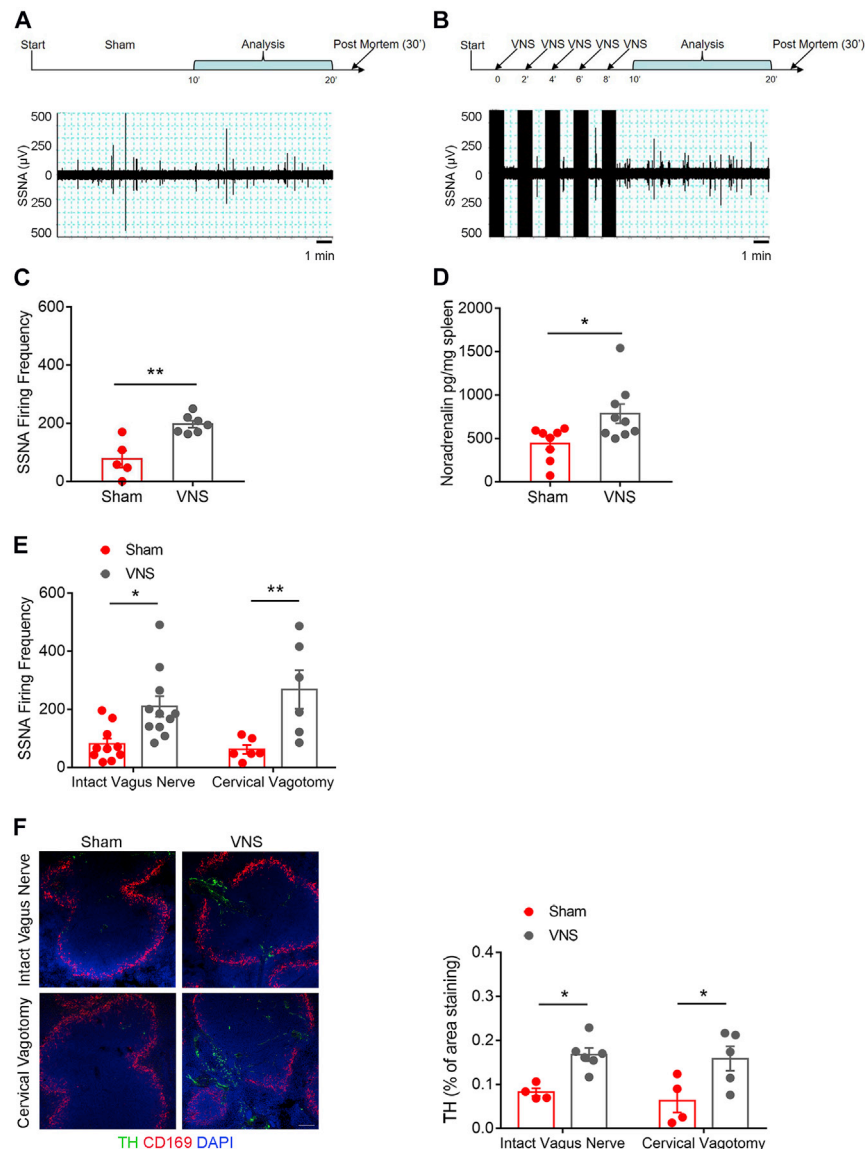 A
Start
Sham
Analysis
Post Mortem (30')
10'
20'
500
250
0
250
500
SSNA (µV)
1 min
B
Start
VNS VNS VNS VNS VNS
Analysis
Post Mortem (30')
0 2' 4' 6' 8' 10' 20'
500
250
0
250
500
SSNA (µV)
1 min
C
SSNA Firing Frequency
600
400
200
0
**
Sham VNS
D
Noradrenalin pg/mg spleen
2000
1500
1000
500
0
*
Sham VNS
E
Sham
VNS
SSNA Firing Frequency
600
400
200
0
*
**
Intact Vagus Nerve Cervical Vagotomy
F
Sham VNS
Intact Vagus Nerve
Cervical Vagotomy
TH CD169 DAPI
Sham
VNS
TH (% of area staining)
0.4
0.3
0.2
0.1
0.0
*
*
Intact Vagus Nerve Cervical Vagotomy